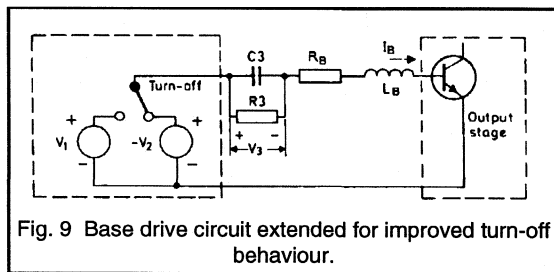 C3
RB
IB
Turn-off
LB
R3
Output
stage
+
+
V1
-V2
+ −
−
−
V3
Fig. 9 Base drive circuit extended for improved turn-off
behaviour.